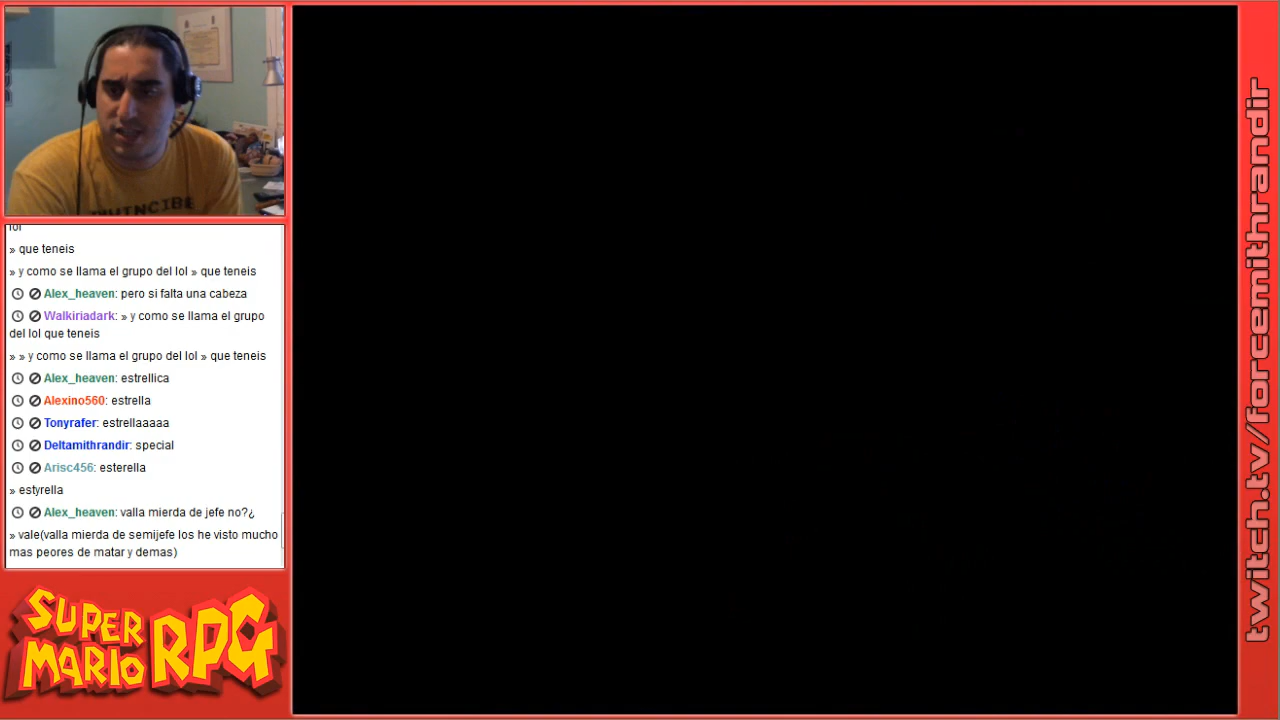 INVINCIBLE
lol
» que teneis
» y como se llama el grupo del lol » que teneis
Alex_heaven: pero si falta una cabeza
Walkiriadark: » y como se llama el grupo
del lol que teneis
» » y como se llama el grupo del lol » que teneis
Alex_heaven: estrellica
Alexino560: estrella
Tonyrafer: estrellaaaaa
Deltamithrandir: special
Arisc456: esterella
» estyrella
Alex_heaven: valla mierda de jefe no?¿
» vale(valla mierda de semijefe los he visto mucho
mas peores de matar y demas)
SUPER
MARIO RPG
twitch.tv/forcemithrandir